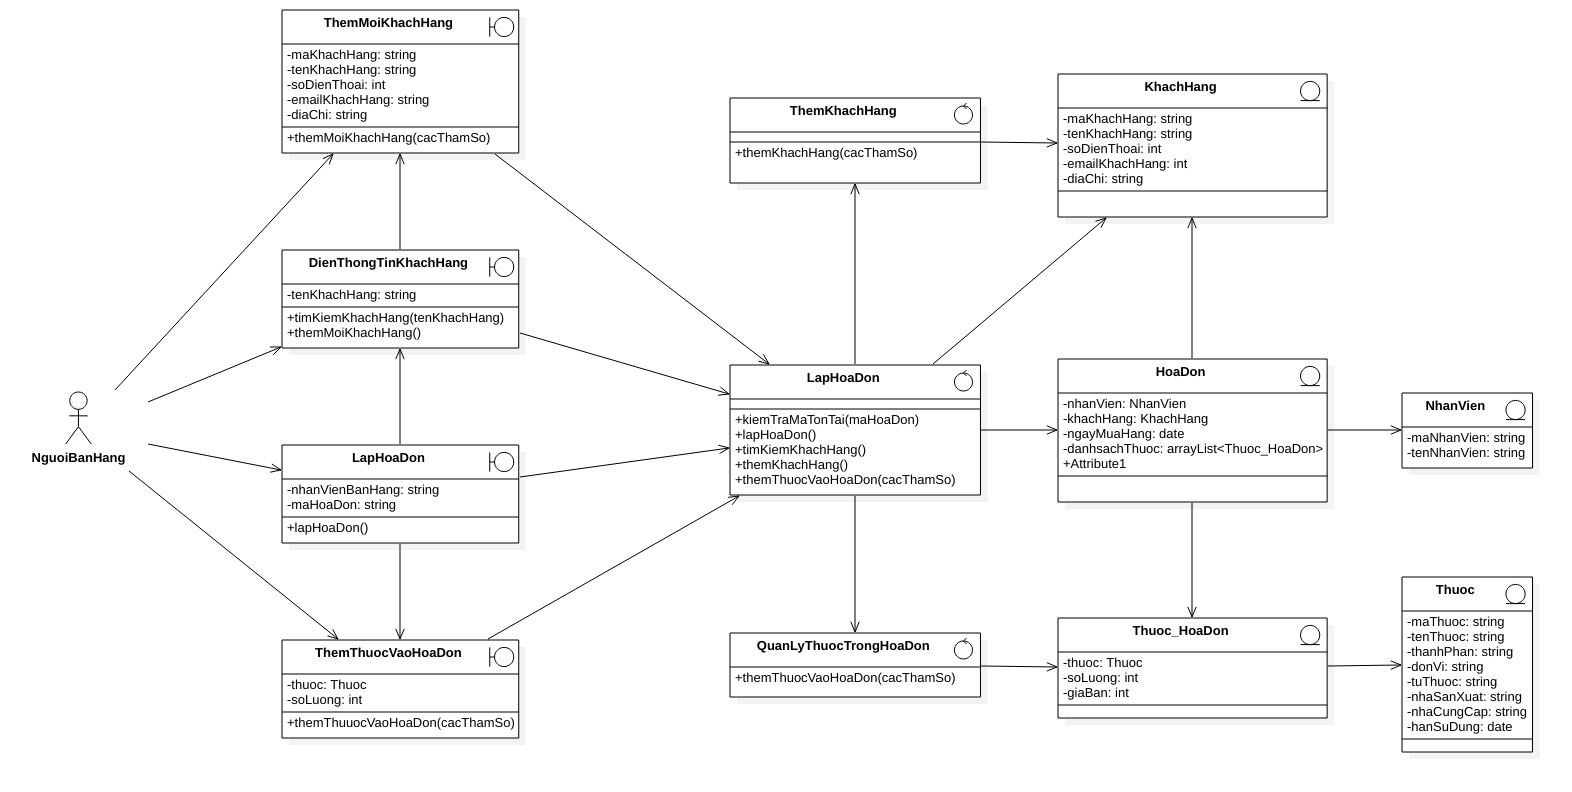 ThemMoiKhachHang
-maKhachHang: string
-tenKhachHang: string
-soDienThoai: int
-emailKhachHang: string
-diaChi: string
+themMoiKhachHang(cacThamSo)
DienThongTinKhachHang
-tenKhachHang: string
+timKiemKhachHang(tenKhachHang)
+themMoiKhachHang()
NguoiBanHang
LapHoaDon
-nhanVienBanHang: string
-maHoaDon: string
+lapHoaDon()
ThemThuocVaoHoaDon
-thuoc: Thuoc
-soLuong: int
+themThuuocVaoHoaDon(cacThamSo)
ThemKhachHang
+themKhachHang(cacThamSo)
LapHoaDon
+kiemTraMaTonTai(maHoaDon)
+lapHoaDon()
+timKiemKhachHang()
+themKhachHang()
+themThuocVaoHoaDon(cacThamSo)
QuanLyThuocTrongHoaDon
+themThuocVaoHoaDon(cacThamSo)
KhachHang
-maKhachHang: string
-tenKhachHang: string
-soDienThoai: int
-emailKhachHang: int
-diaChi: string
HoaDon
-nhanVien: NhanVien
-khachHang: KhachHang
-ngayMuaHang: date
-danhsachThuoc: arrayList<Thuoc_HoaDon>
+Attribute1
Thuoc_HoaDon
-thuoc: Thuoc
-soLuong: int
-giaBan: int
NhanVien
-maNhanVien: string
-tenNhanVien: string
Thuoc
-maThuoc: string
-tenThuoc: string
-thanhPhan: string
-donVi: string
-tuThuoc: string
-nhaSanXuat: string
-nhaCungCap: string
-hanSuDung: date